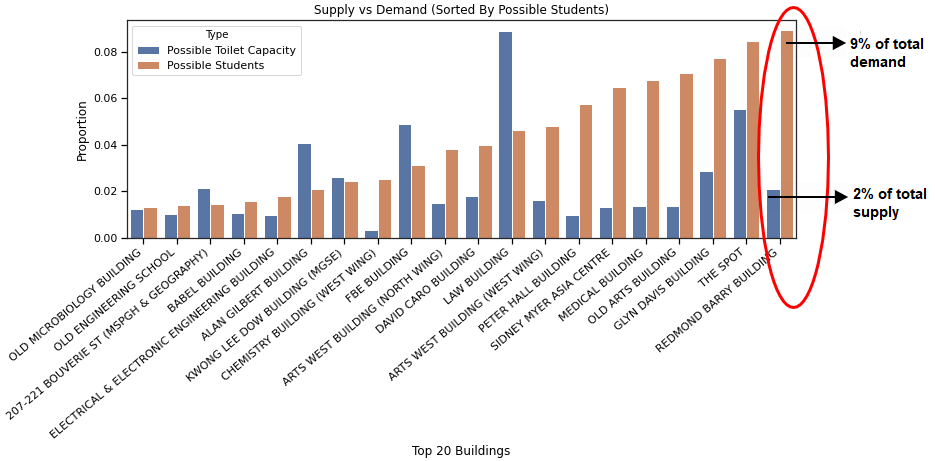 Supply vs Demand (Sorted By Possible Students)
Type
Possible Toilet Capacity
Possible Students
9% of total
demand
2% of total
supply
Proportion
0.08
0.06
0.04
0.02
0.00
OLD MICROBIOLOGY BUILDING
OLD ENGINEERING SCHOOL
207-221 BOUVERIE ST (MSPGH & GEOGRAPHY)
BABEL BUILDING
ELECTRICAL & ELECTRONIC ENGINEERING BUILDING
ALAN GILBERT BUILDING
KWONG LEE DOW BUILDING (MGSE)
CHEMISTRY BUILDING (WEST WING)
FBE BUILDING
ARTS WEST BUILDING (NORTH WING)
DAVID CARO BUILDING
LAW BUILDING
ARTS WEST BUILDING (WEST WING)
PETER HALL BUILDING
SIDNEY MYER ASIA CENTRE
MEDICAL BUILDING
OLD ARTS BUILDING
GLYN DAVIS BUILDING
THE SPOT
REDMOND BARRY BUILDING
Top 20 Buildings